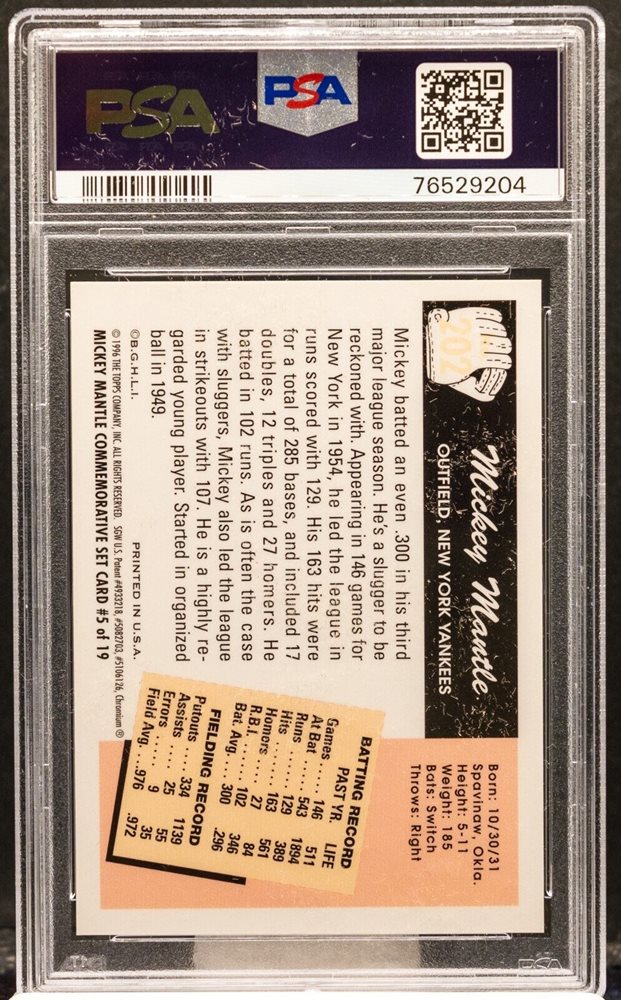 PSA
PSA
76529204
202
Mickey Mantle
OUTFIELD, NEW YORK YANKEES
Born: 10/30/31
Spavinaw, Okla.
Height: 5-11
Weight: 185
Bats: Switch
Throws: Right
Mickey batted an even .300 in his third
major league season. He's a slugger to be
reckoned with. Appearing in 146 games for
New York in 1954, he led the league in
runs scored with 129. His 163 hits were
for a total of 285 bases, and included 17
doubles, 12 triples and 27 homers. He
batted in 102 runs. As is often the case
with sluggers, Mickey also led the league
in strikeouts with 107. He is a highly re-
garded young player. Started in organized
ball in 1949.
BATTING RECORD
PAST YR. LIFE
Games ..... 146 511
At Bat ..... 543 1894
Runs ..... 129 389
Hits ..... 163 561
Homers ..... 27 84
R.B.I. ..... 102 346
Bat. Avg. .. .300 .296
FIELDING RECORD
Putouts ... 334 1139
Assists ... 25 55
Errors ... 9 35
Field Avg. ...976 .972
©B.G.H.L.I. PRINTED IN U.S.A.
© 1996 THE TOPPS COMPANY, INC. ALL RIGHTS RESERVED. SGW U.S. Patent #4933218, #5082703, #5106126, Chromium ®
MICKEY MANTLE COMMEMORATIVE SET CARD #5 of 19
PSA